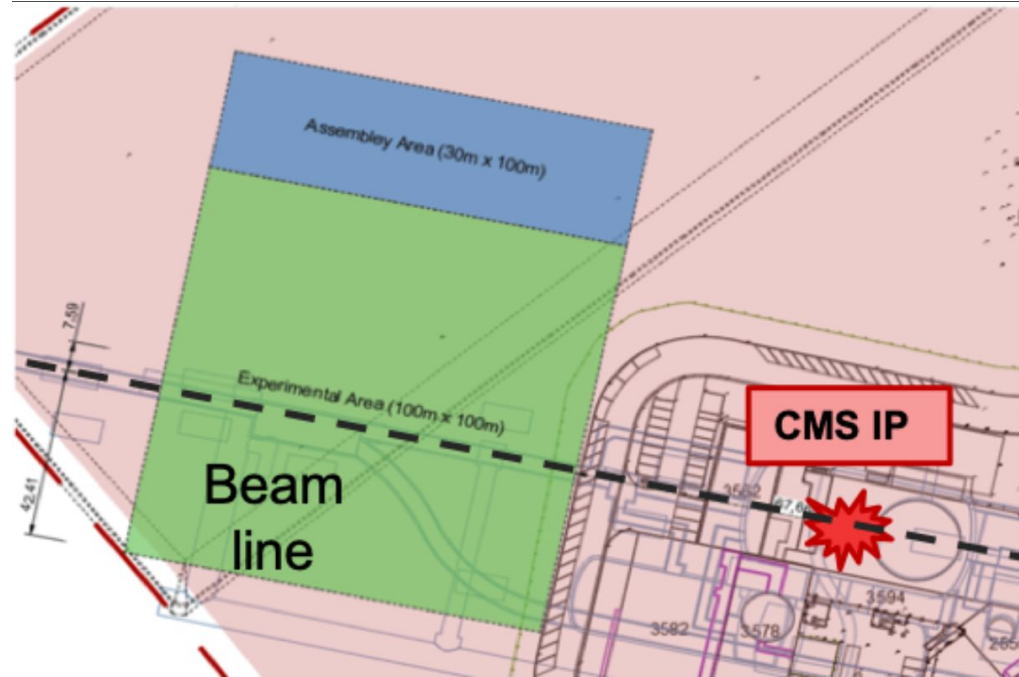 Assembley Area (30m x 100m)
7.59
Experimental Area (100m x 100m)
CMS IP
Beam
line
42.41
3562
3594
3582
3578